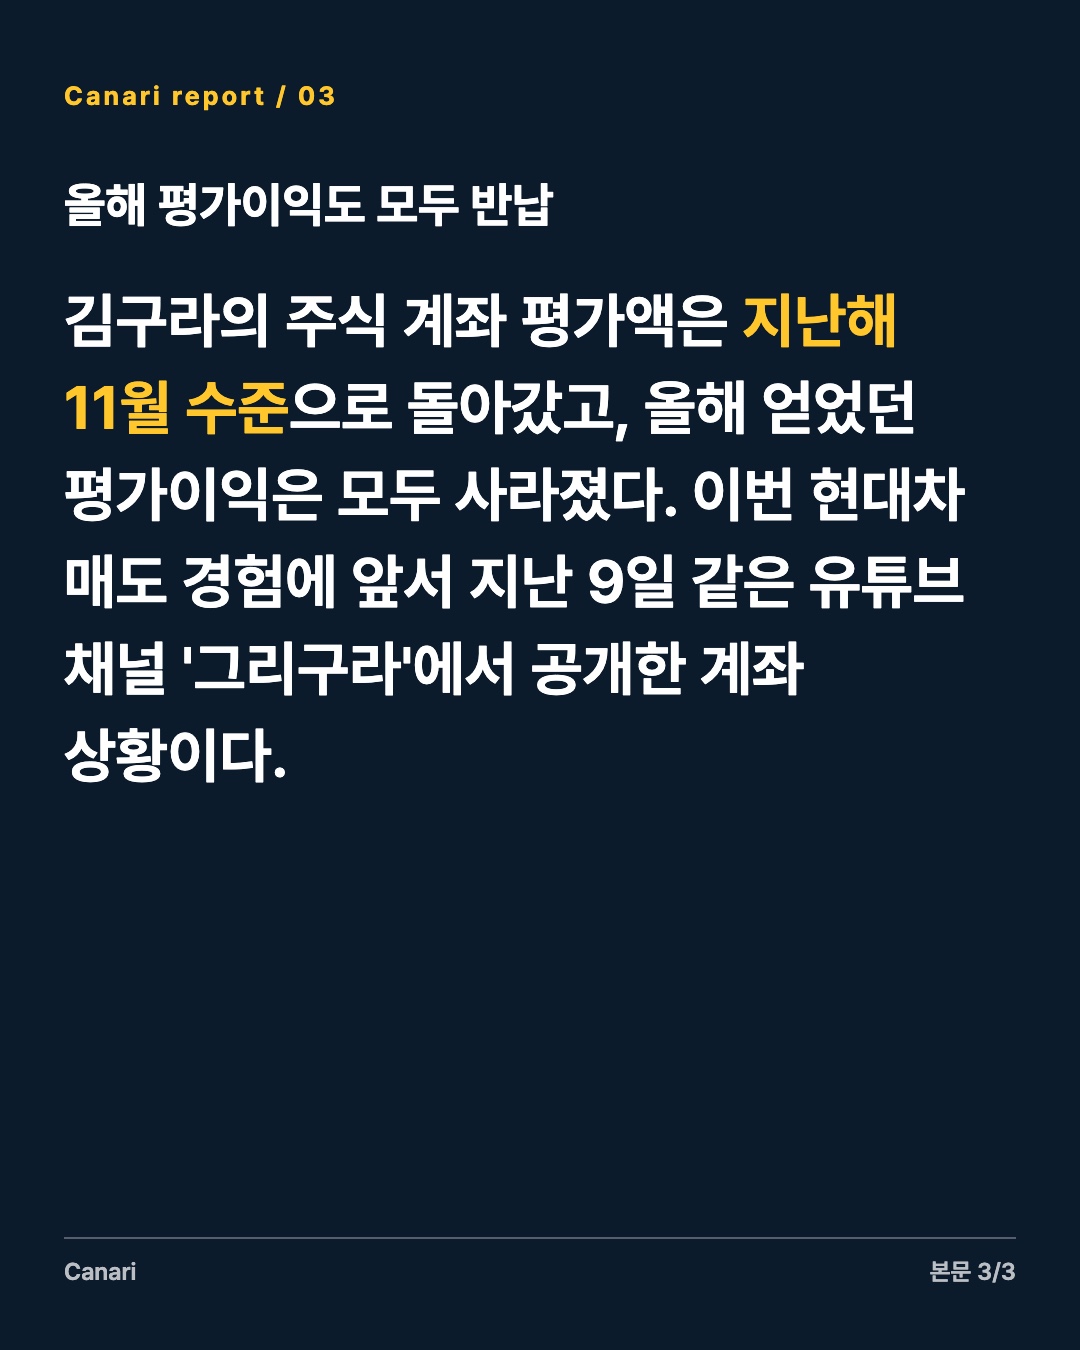 Canari report / 03
올해 평가이익도 모두 반납
김구라의 주식 계좌 평가액은 지난해
11월 수준으로 돌아갔고, 올해 얻었던
평가이익은 모두 사라졌다. 이번 현대차
매도 경험에 앞서 지난 9일 같은 유튜브
채널 '그리구라'에서 공개한 계좌
상황이다.
Canari
본문 3/3